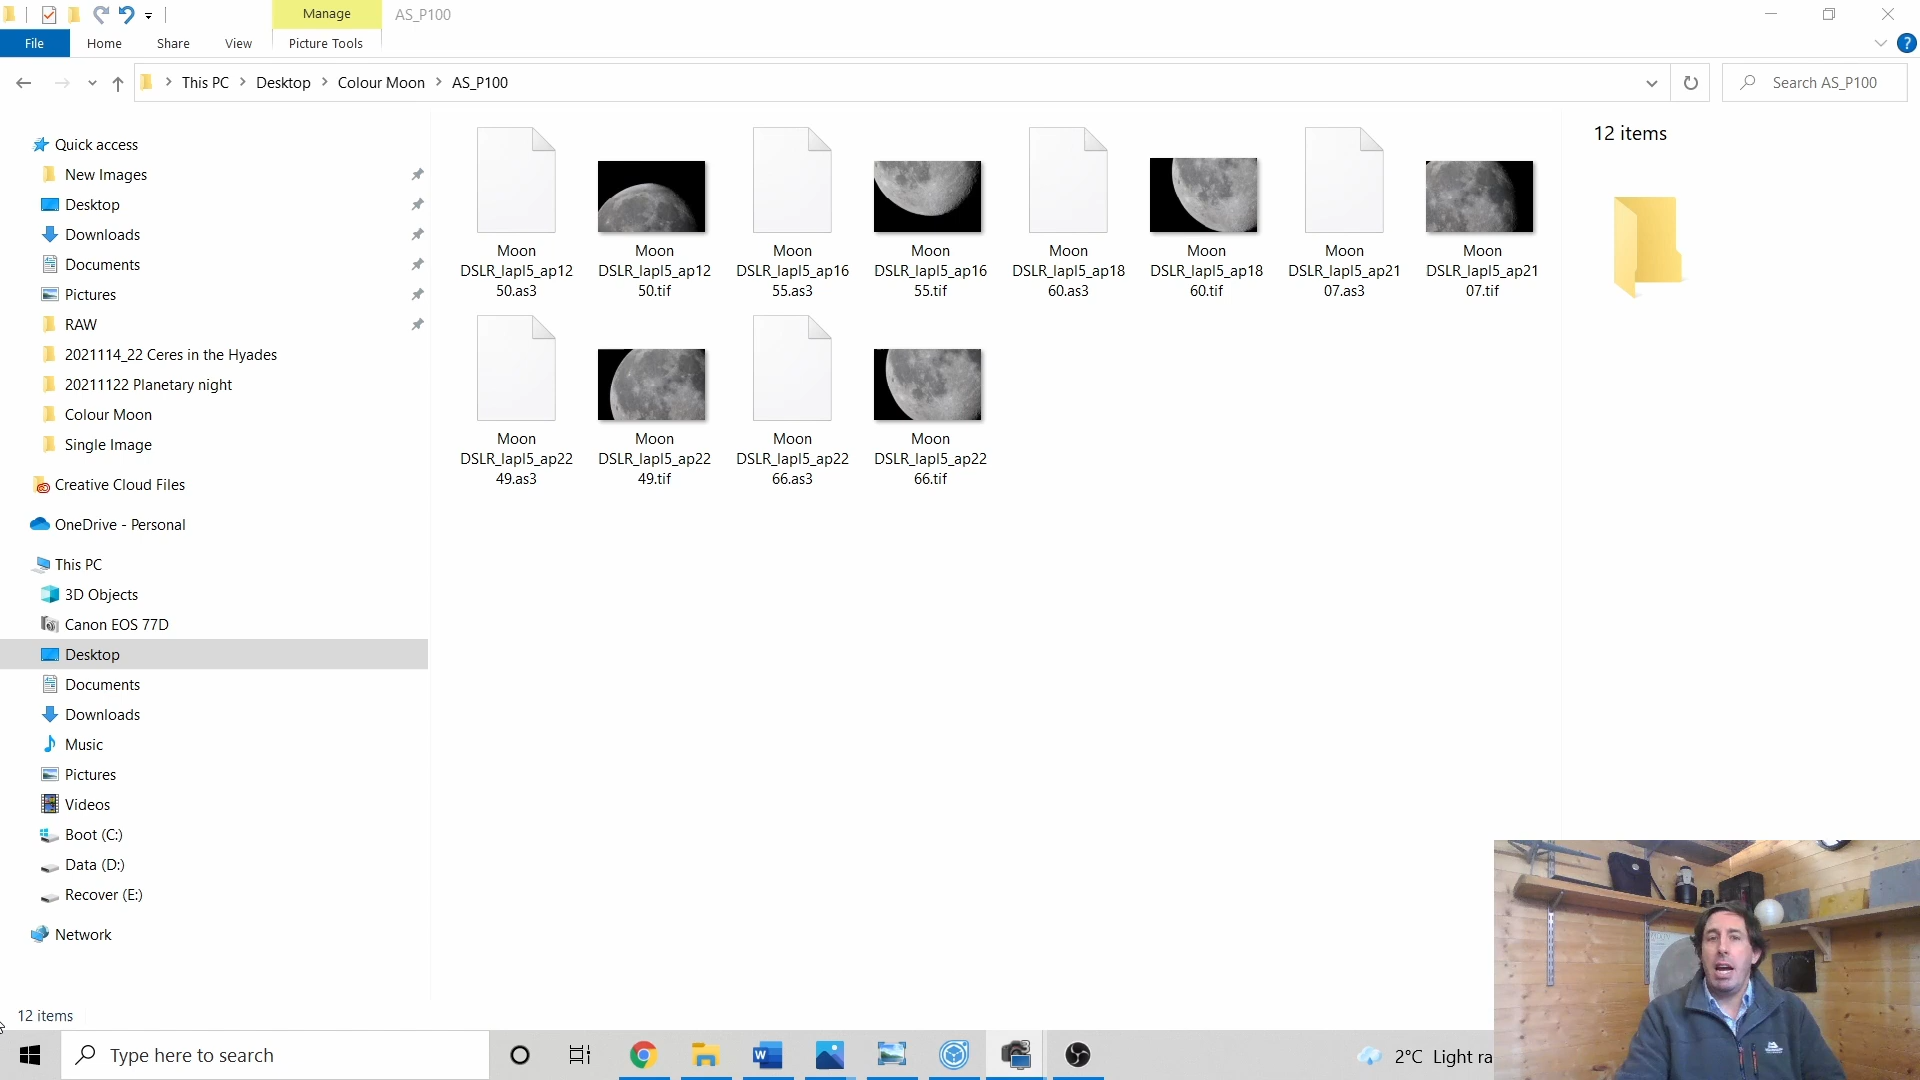 Manage
AS_P100
File
Home
Share
View
Picture Tools
?
This PC
Desktop
Colour Moon
AS_P100
Search AS_P100
Quick access
New Images
Desktop
Downloads
Documents
Pictures
RAW
2021114_22 Ceres in the Hyades
20211122 Planetary night
Colour Moon
Single Image
Creative Cloud Files
OneDrive - Personal
This PC
3D Objects
Canon EOS 77D
Desktop
Documents
Downloads
Music
Pictures
Videos
Boot (C:)
Data (D:)
Recover (E:)
Network
Moon
DSLR_lapl5_ap12
50.as3
Moon
DSLR_lapl5_ap12
50.tif
Moon
DSLR_lapl5_ap16
55.as3
Moon
DSLR_lapl5_ap16
55.tif
Moon
DSLR_lapl5_ap18
60.as3
Moon
DSLR_lapl5_ap18
60.tif
Moon
DSLR_lapl5_ap21
07.as3
Moon
DSLR_lapl5_ap21
07.tif
Moon
DSLR_lapl5_ap22
49.as3
Moon
DSLR_lapl5_ap22
49.tif
Moon
DSLR_lapl5_ap22
66.as3
Moon
DSLR_lapl5_ap22
66.tif
12 items
12 items
Type here to search
W
2°C Light ra